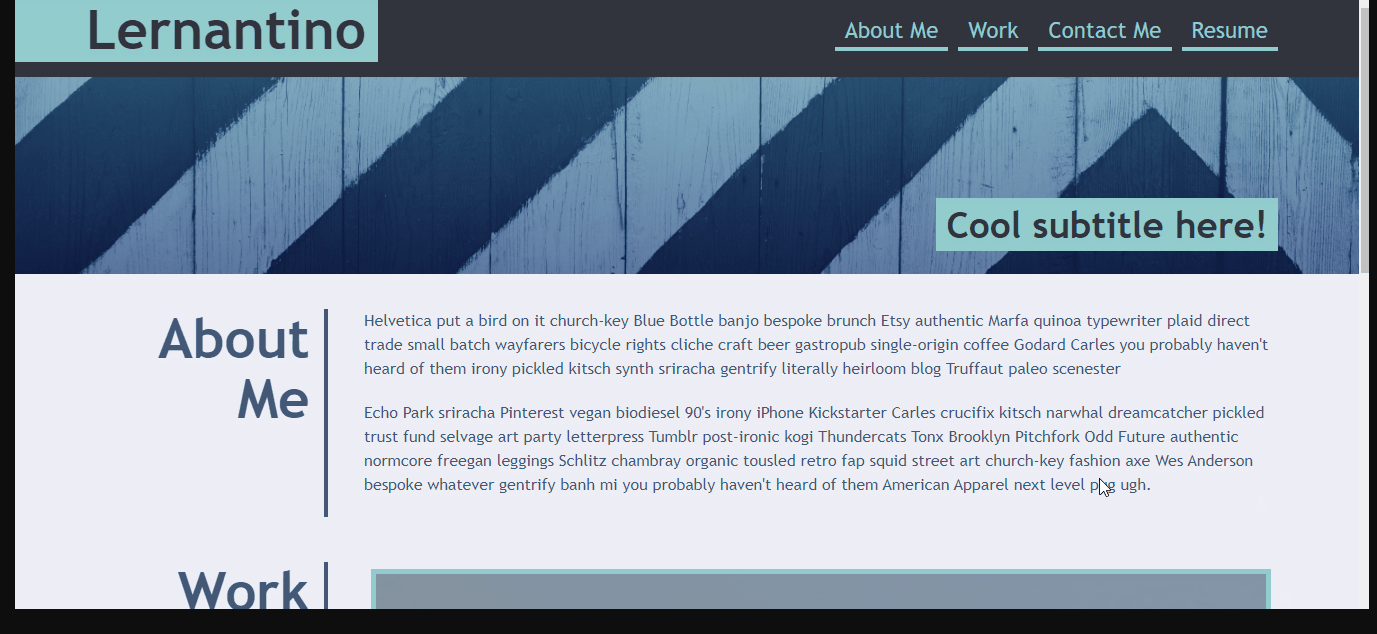 Lernantino
About Me Work Contact Me Resume
Cool subtitle here!
About
Me
Helvetica put a bird on it church-key Blue Bottle banjo bespoke brunch Etsy authentic Marfa quinoa typewriter plaid direct
trade small batch wayfarers bicycle rights cliche craft beer gastropub single-origin coffee Godard Carles you probably haven't
heard of them irony pickled kitsch synth sriracha gentrify literally heirloom blog Truffaut paleo scenester
Echo Park sriracha Pinterest vegan biodiesel 90's irony iPhone Kickstarter Carles crucifix kitsch narwhal dreamcatcher pickled
trust fund selvage art party letterpress Tumblr post-ironic kogi Thundercats Tonx Brooklyn Pitchfork Odd Future authentic
normcore freegan leggings Schlitz chambray organic tousled retro fap squid street art church-key fashion axe Wes Anderson
bespoke whatever gentrify banh mi you probably haven't heard of them American Apparel next level ugh.
Work